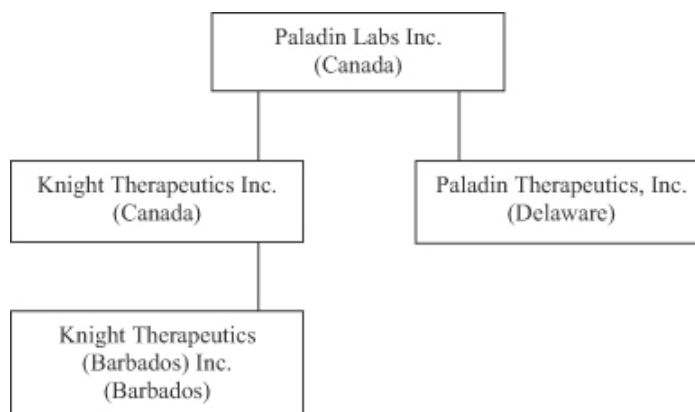 Paladin Labs Inc.
(Canada)
Knight Therapeutics Inc.
(Canada)
Paladin Therapeutics, Inc.
(Delaware)
Knight Therapeutics
(Barbados) Inc.
(Barbados)